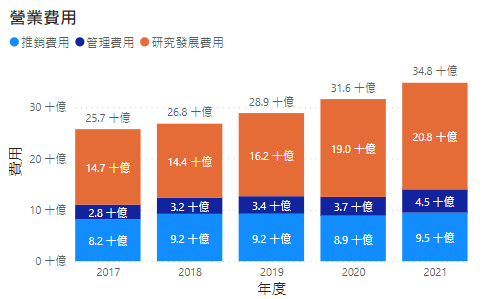 營業費用
推銷費用 管理費用 研究發展費用
34.8 十億
31.6 十億
28.9 十億
26.8 十億
25.7 十億
30 十億
20 十億
10 十億
0 十億
費用
14.7 十億 14.4 十億 16.2 十億 19.0 十億 20.8 十億
2.8 十億 3.2 十億 3.4 十億 3.7 十億 4.5 十億
8.2 十億 9.2 十億 9.2 十億 8.9 十億 9.5 十億
2017 2018 2019 2020 2021
年度